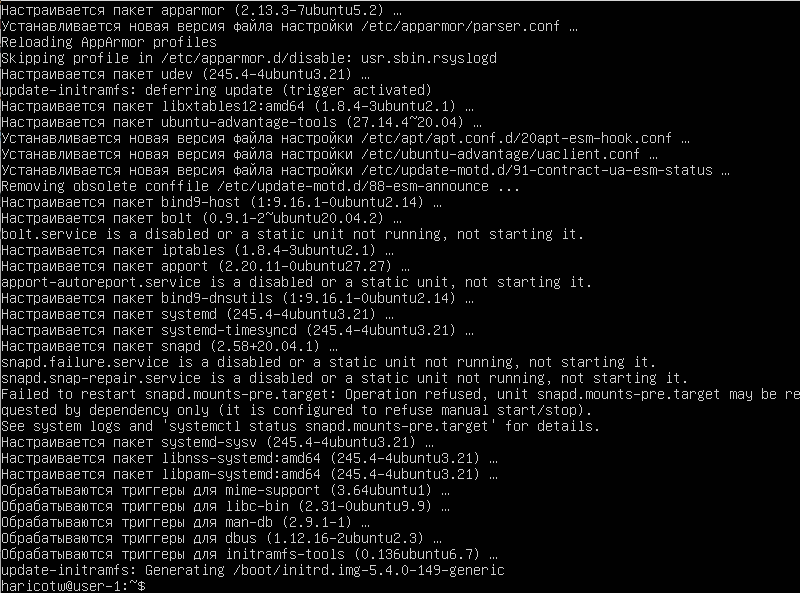 Настраивается пакет apparmor (2.13.3-7ubuntu5.2) …
Устанавливается новая версия файла настройки /etc/apparmor/parser.conf …
Reloading AppArmor profiles
Skipping profile in /etc/apparmor.d/disable: usr.sbin.rsyslogd
Настраивается пакет udev (245.4-4ubuntu3.21) …
update-initramfs: deferring update (trigger activated)
Настраивается пакет libxtables12:amd64 (1.8.4-3ubuntu2.1) …
Настраивается пакет ubuntu-advantage-tools (27.14.4~20.04) …
Устанавливается новая версия файла настройки /etc/apt/apt.conf.d/20apt-esm-hook.conf …
Устанавливается новая версия файла настройки /etc/ubuntu-advantage/uaclient.conf …
Устанавливается новая версия файла настройки /etc/update-motd.d/91-contract-ua-esm-status …
Removing obsolete conffile /etc/update-motd.d/88-esm-announce ...
Настраивается пакет bind9-host (1:9.16.1-0ubuntu2.14) …
Настраивается пакет bolt (0.9.1-2~ubuntu20.04.2) …
bolt.service is a disabled or a static unit not running, not starting it.
Настраивается пакет iptables (1.8.4-3ubuntu2.1) …
Настраивается пакет apport (2.20.11-0ubuntu27.27) …
apport-autoreport.service is a disabled or a static unit, not starting it.
Настраивается пакет bind9-dnsutils (1:9.16.1-0ubuntu2.14) …
Настраивается пакет systemd (245.4-4ubuntu3.21) …
Настраивается пакет systemd-timesyncd (245.4-4ubuntu3.21) …
Настраивается пакет snapd (2.58+20.04.1) …
snapd.failure.service is a disabled or a static unit not running, not starting it.
snapd.snap-repair.service is a disabled or a static unit not running, not starting it.
Failed to restart snapd.mounts-pre.target: Operation refused, unit snapd.mounts-pre.target may be re
quested by dependency only (it is configured to refuse manual start/stop).
See system logs and 'systemctl status snapd.mounts-pre.target' for details.
Настраивается пакет systemd-sysv (245.4-4ubuntu3.21) …
Настраивается пакет libnss-systemd:amd64 (245.4-4ubuntu3.21) …
Настраивается пакет libpam-systemd:amd64 (245.4-4ubuntu3.21) …
Обрабатываются триггеры для mime-support (3.64ubuntu1) …
Обрабатываются триггеры для libc-bin (2.31-0ubuntu9.9) …
Обрабатываются триггеры для man-db (2.9.1-1) …
Обрабатываются триггеры для dbus (1.12.16-2ubuntu2.3) …
Обрабатываются триггеры для initramfs-tools (0.136ubuntu6.7) …
update-initramfs: Generating /boot/initrd.img-5.4.0-149-generic
haricotw@user-1:~$